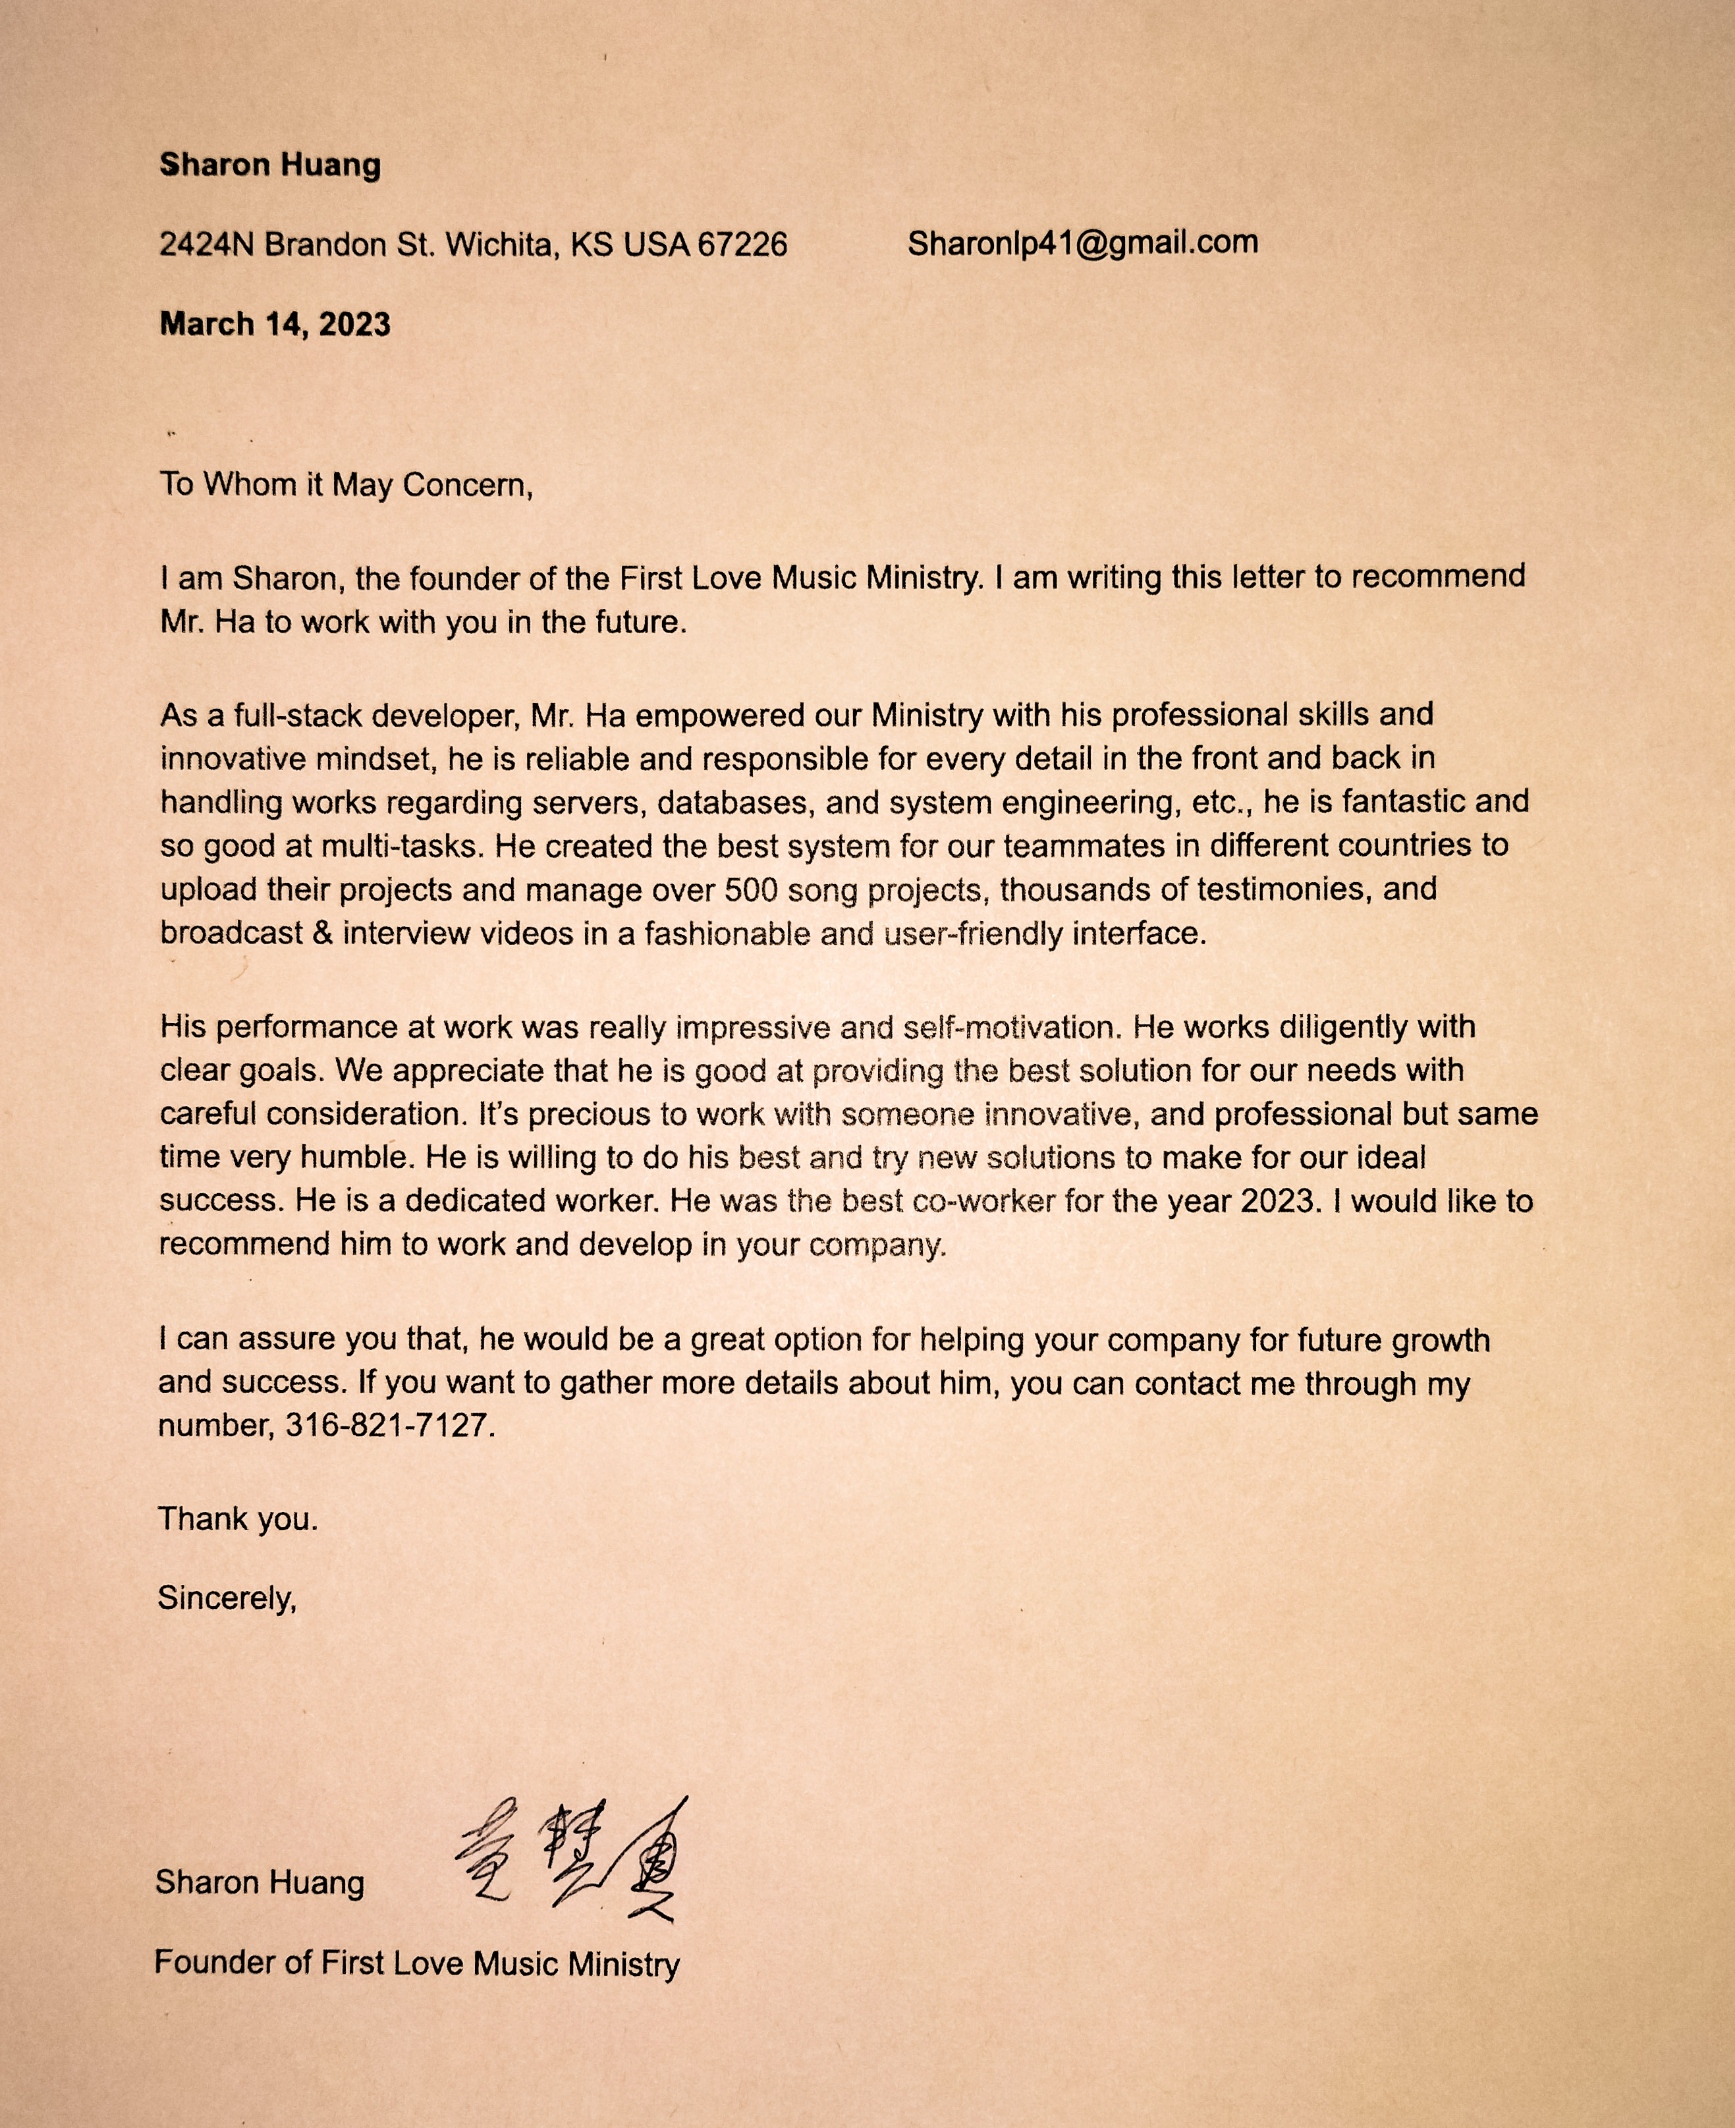 Sharon Huang
2424N Brandon St. Wichita, KS USA 67226 Sharonlp41@gmail.com
March 14, 2023
To Whom it May Concern,
I am Sharon, the founder of the First Love Music Ministry. I am writing this letter to recommend
Mr. Ha to work with you in the future.
As a full-stack developer, Mr. Ha empowered our Ministry with his professional skills and
innovative mindset, he is reliable and responsible for every detail in the front and back in
handling works regarding servers, databases, and system engineering, etc., he is fantastic and
so good at multi-tasks. He created the best system for our teammates in different countries to
upload their projects and manage over 500 song projects, thousands of testimonies, and
broadcast & interview videos in a fashionable and user-friendly interface.
His performance at work was really impressive and self-motivation. He works diligently with
clear goals. We appreciate that he is good at providing the best solution for our needs with
careful consideration. It’s precious to work with someone innovative, and professional but same
time very humble. He is willing to do his best and try new solutions to make for our ideal
success. He is a dedicated worker. He was the best co-worker for the year 2023. I would like to
recommend him to work and develop in your company.
I can assure you that, he would be a great option for helping your company for future growth
and success. If you want to gather more details about him, you can contact me through my
number, 316-821-7127.
Thank you.
Sincerely,
Sharon Huang 黄慧
Founder of First Love Music Ministry